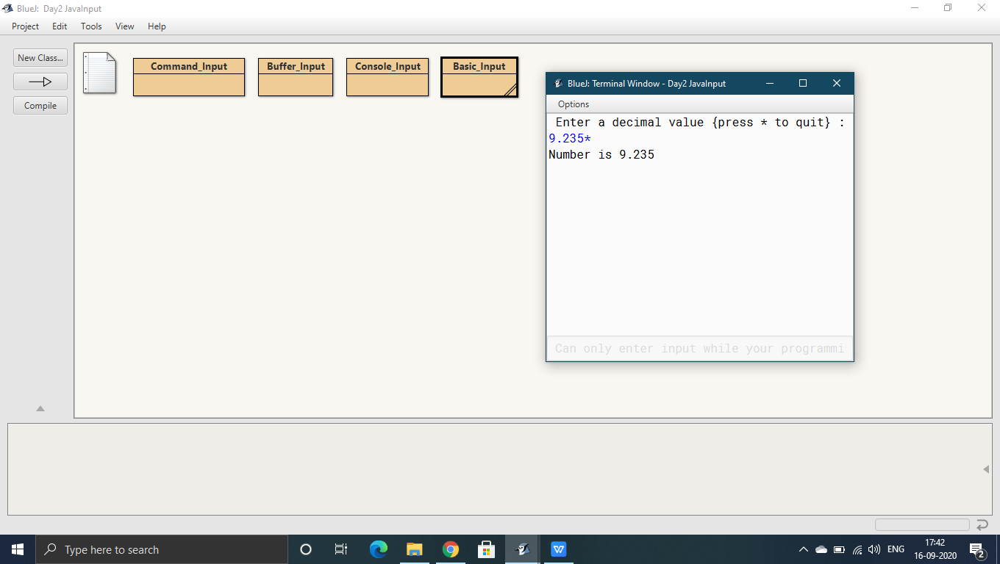 BlueJ: Day2 JavaInput
Project Edit Tools View Help
New Class...
Compile
Command_Input Buffer_Input Console_Input Basic_Input
BlueJ: Terminal Window - Day2 JavaInput
Options
Enter a decimal value {press * to quit} :
9.235*
Number is 9.235
Can only enter input while your programmi
Type here to search
W
ENG
17:42
16-09-2020
2